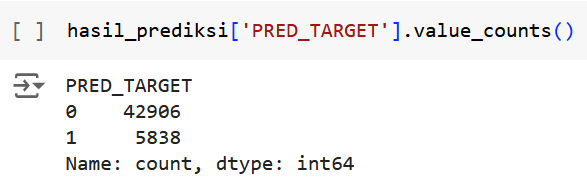 [ ] hasil_prediksi['PRED_TARGET'].value_counts()
PRED_TARGET
0    42906
1     5838
Name: count, dtype: int64